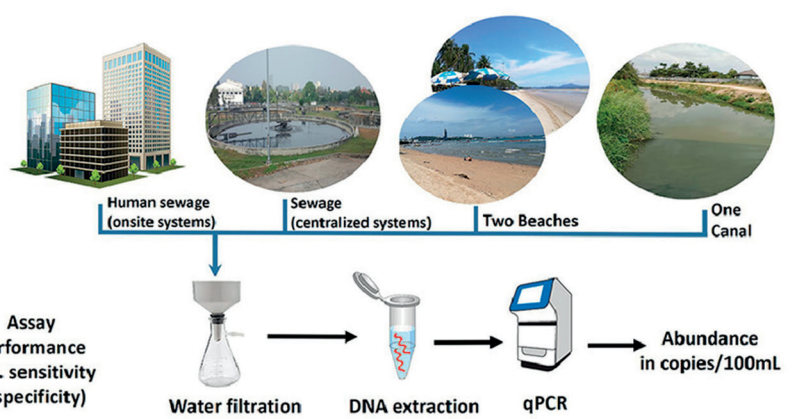 Human sewage
(onsite systems)
Sewage
(centralized systems)
Two Beaches
One
Canal
Assay
rformance
. sensitivity
specificity)
Water filtration
DNA extraction
qPCR
Abundance
in copies/100mL